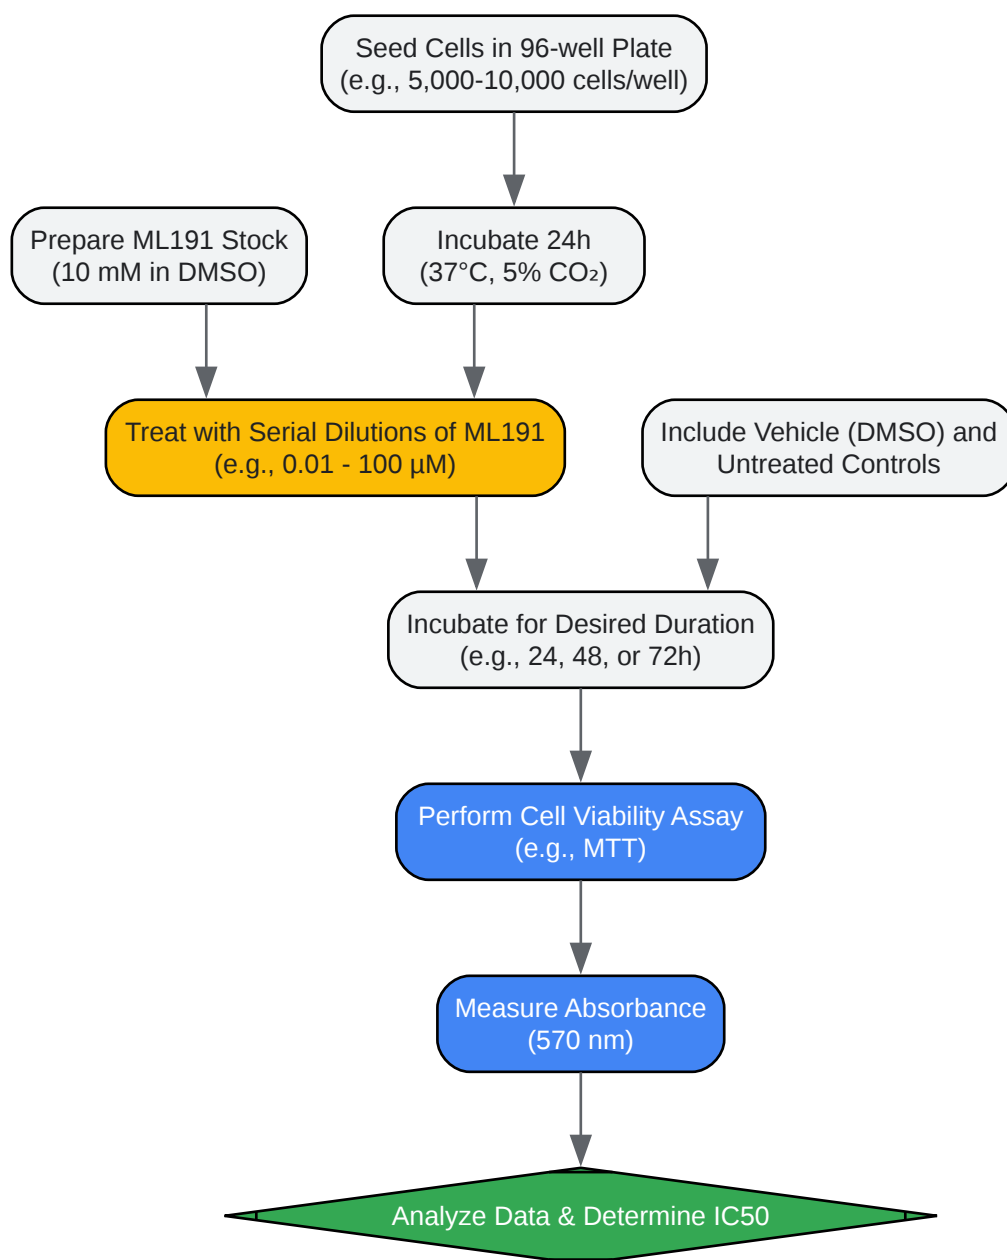 Seed Cells in 96-well Plate
(e.g., 5,000-10,000 cells/well)
Prepare ML191 Stock
(10 mM in DMSO)
Incubate 24h
(37°C, 5% CO₂)
Treat with Serial Dilutions of ML191
(e.g., 0.01 - 100 µM)
Include Vehicle (DMSO) and
Untreated Controls
Incubate for Desired Duration
(e.g., 24, 48, or 72h)
Perform Cell Viability Assay
(e.g., MTT)
Measure Absorbance
(570 nm)
Analyze Data & Determine IC50